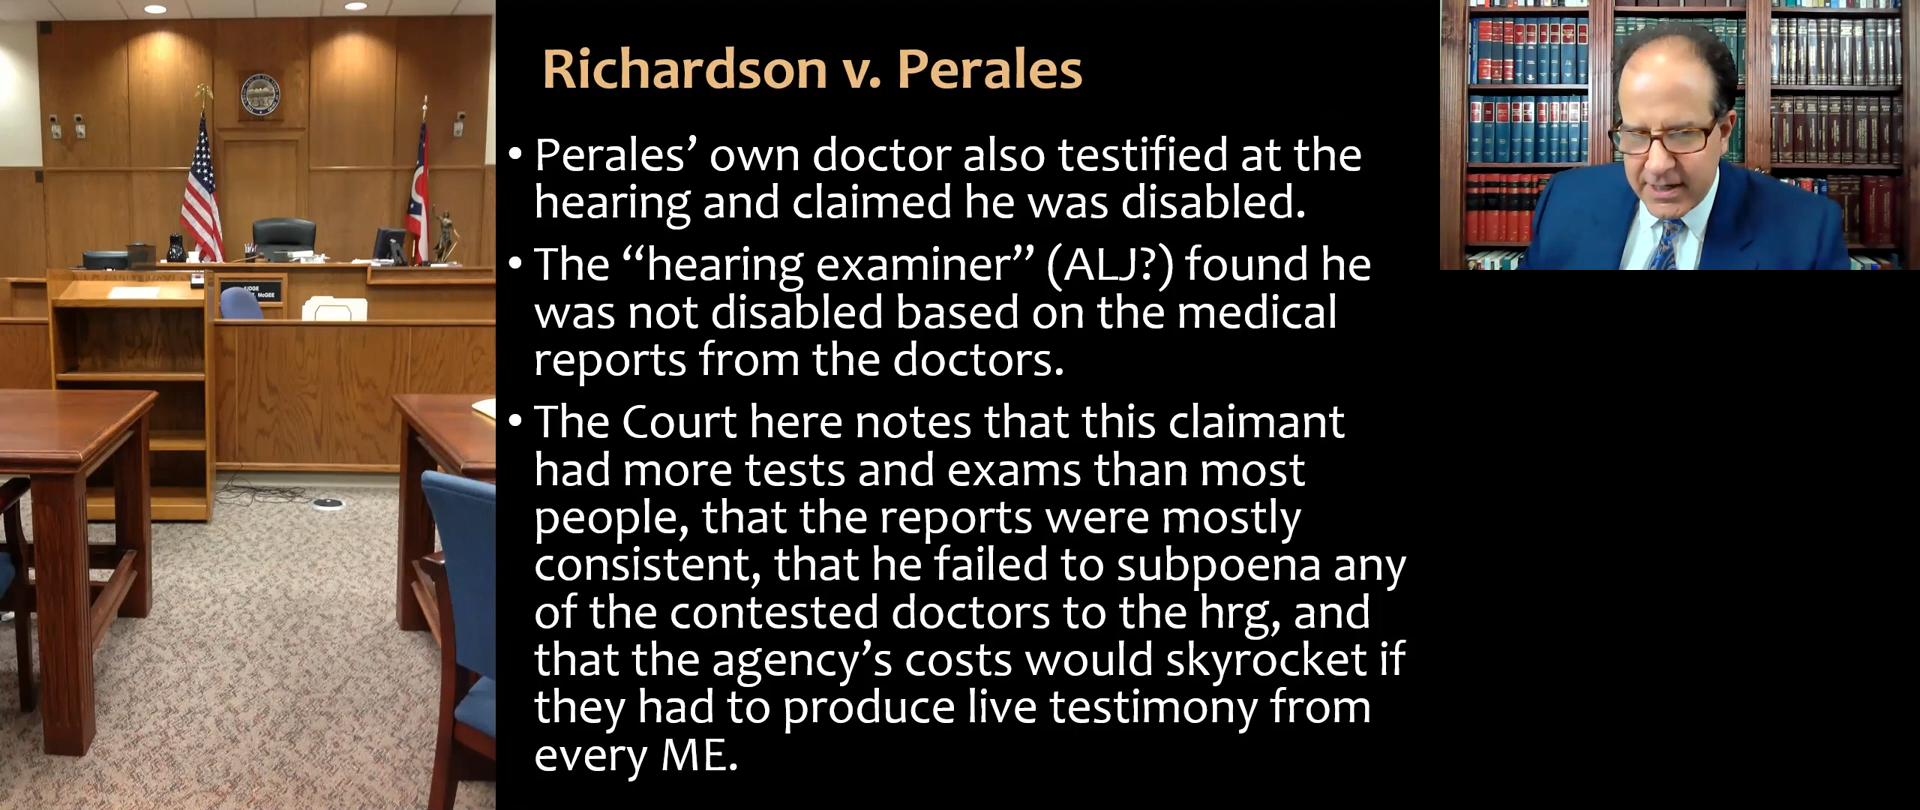 Richardson v. Perales
• Perales’ own doctor also testified at the
hearing and claimed he was disabled.
• The “hearing examiner” (ALJ?) found he
was not disabled based on the medical
reports from the doctors.
• The Court here notes that this claimant
had more tests and exams than most
people, that the reports were mostly
consistent, that he failed to subpoena any
of the contested doctors to the hrg, and
that the agency’s costs would skyrocket if
they had to produce live testimony from
every ME.
JUDGE
McGEE